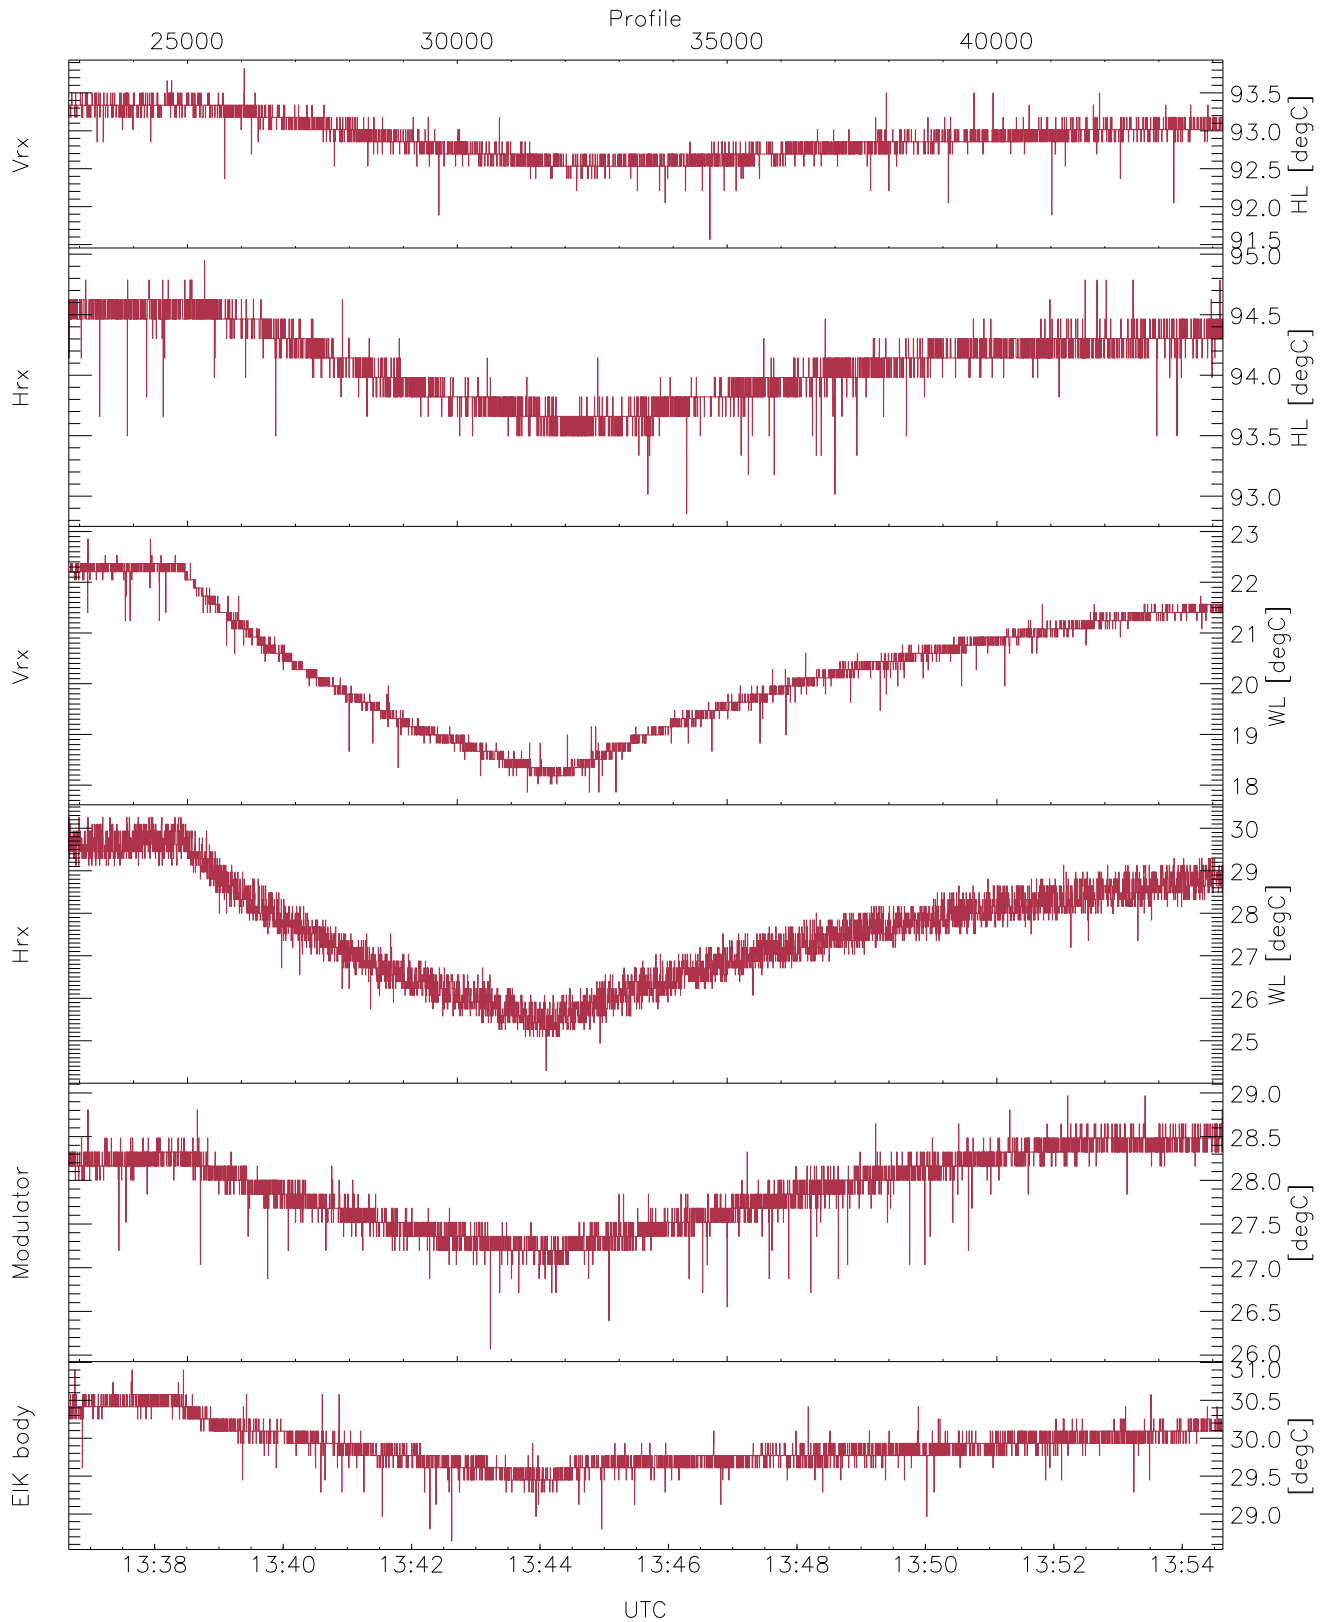 Profile
25000 30000 35000 40000
Vrx
93.5
93.0
92.5
92.0
91.5
HL [degC]
Hrx
95.0
94.5
94.0
93.5
93.0
HL [degC]
Vrx
23
22
21
20
19
18
WL [degC]
Hrx
30
29
28
27
26
25
WL [degC]
Modulator
29.0
28.5
28.0
27.5
27.0
26.5
26.0
[degC]
EIK body
31.0
30.5
30.0
29.5
29.0
[degC]
13:38 13:40 13:42 13:44 13:46 13:48 13:50 13:52 13:54
UTC